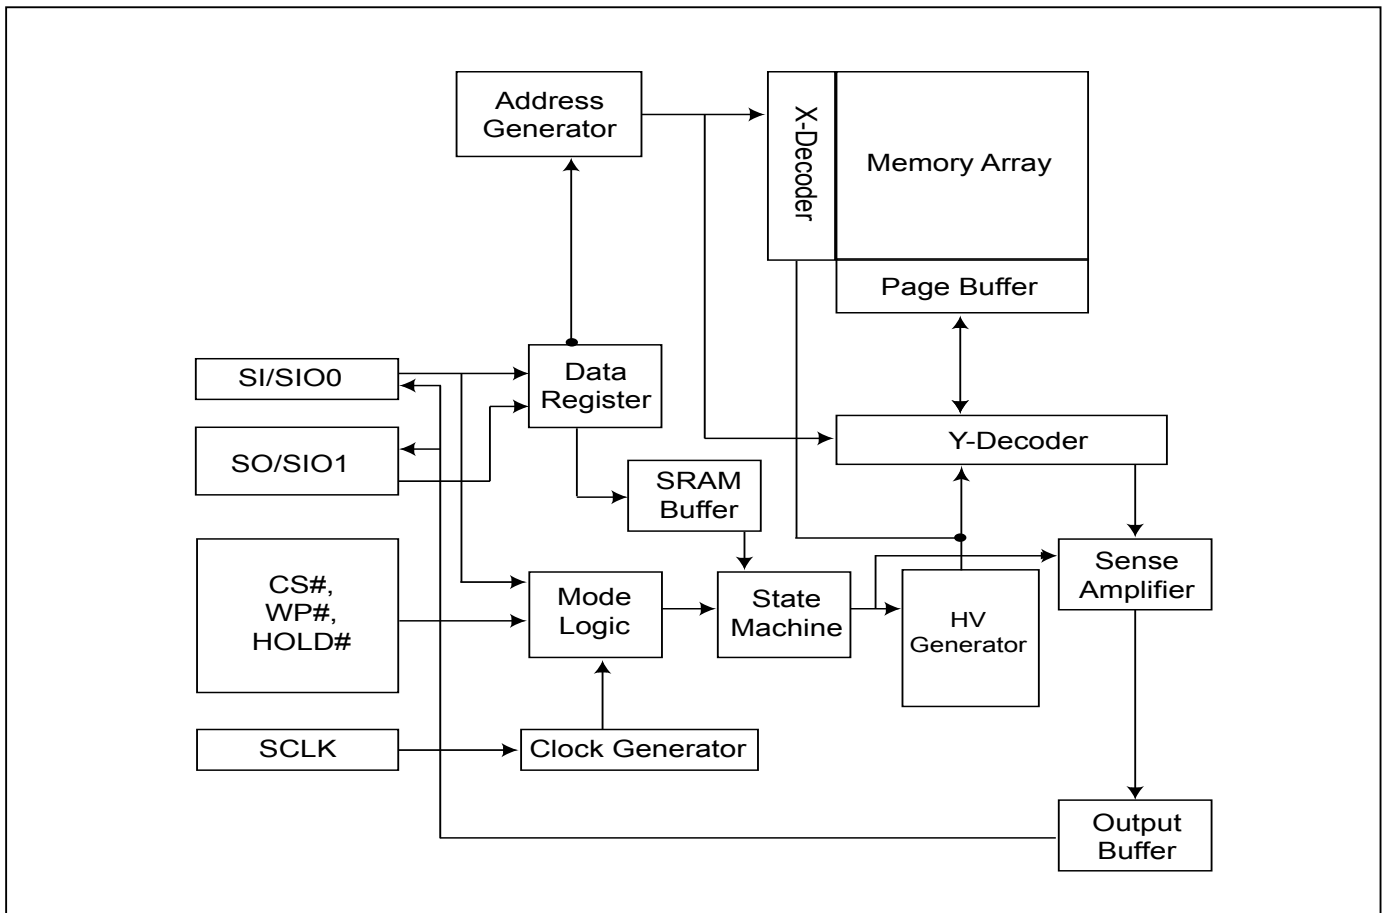 Address
Generator
X-Decoder
Memory Array
Page Buffer
SI/SIO0
Data
Register
SO/SIO1
Y-Decoder
SRAM
Buffer
CS#,
WP#,
HOLD#
Mode
Logic
State
Machine
HV
Generator
Sense
Amplifier
SCLK
Clock Generator
Output
Buffer